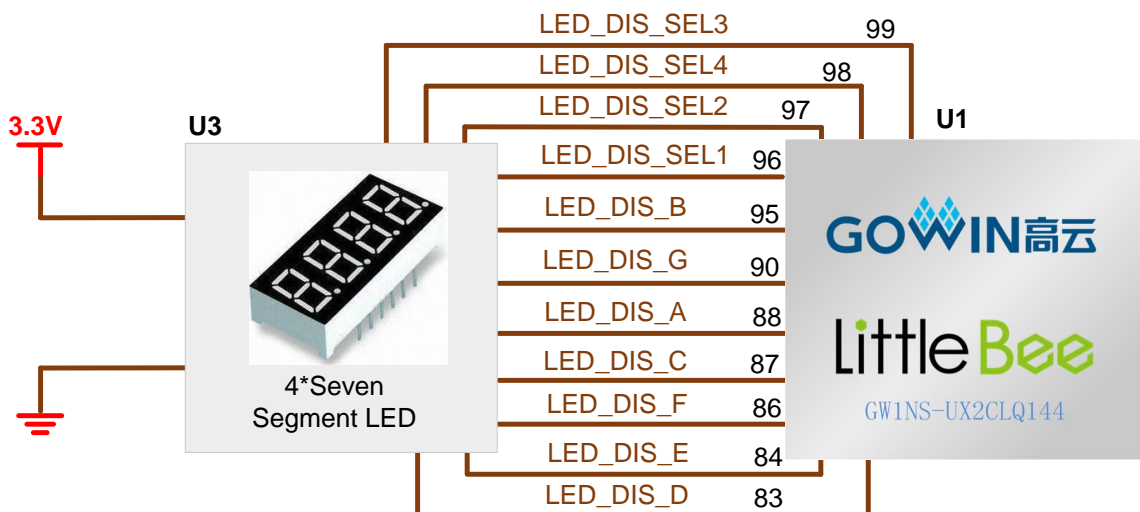 LED_DIS_SEL3 99
LED_DIS_SEL4 98
LED_DIS_SEL2 97
3.3V U3 U1
LED_DIS_SEL1 96
LED_DIS_B 95
GOWIN高云
LED_DIS_G 90
LED_DIS_A 88
LittleBee
LED_DIS_C 87
4*Seven
Segment LED
LED_DIS_F 86
GW1NS-UX2CLQ144
LED_DIS_E 84
LED_DIS_D 83